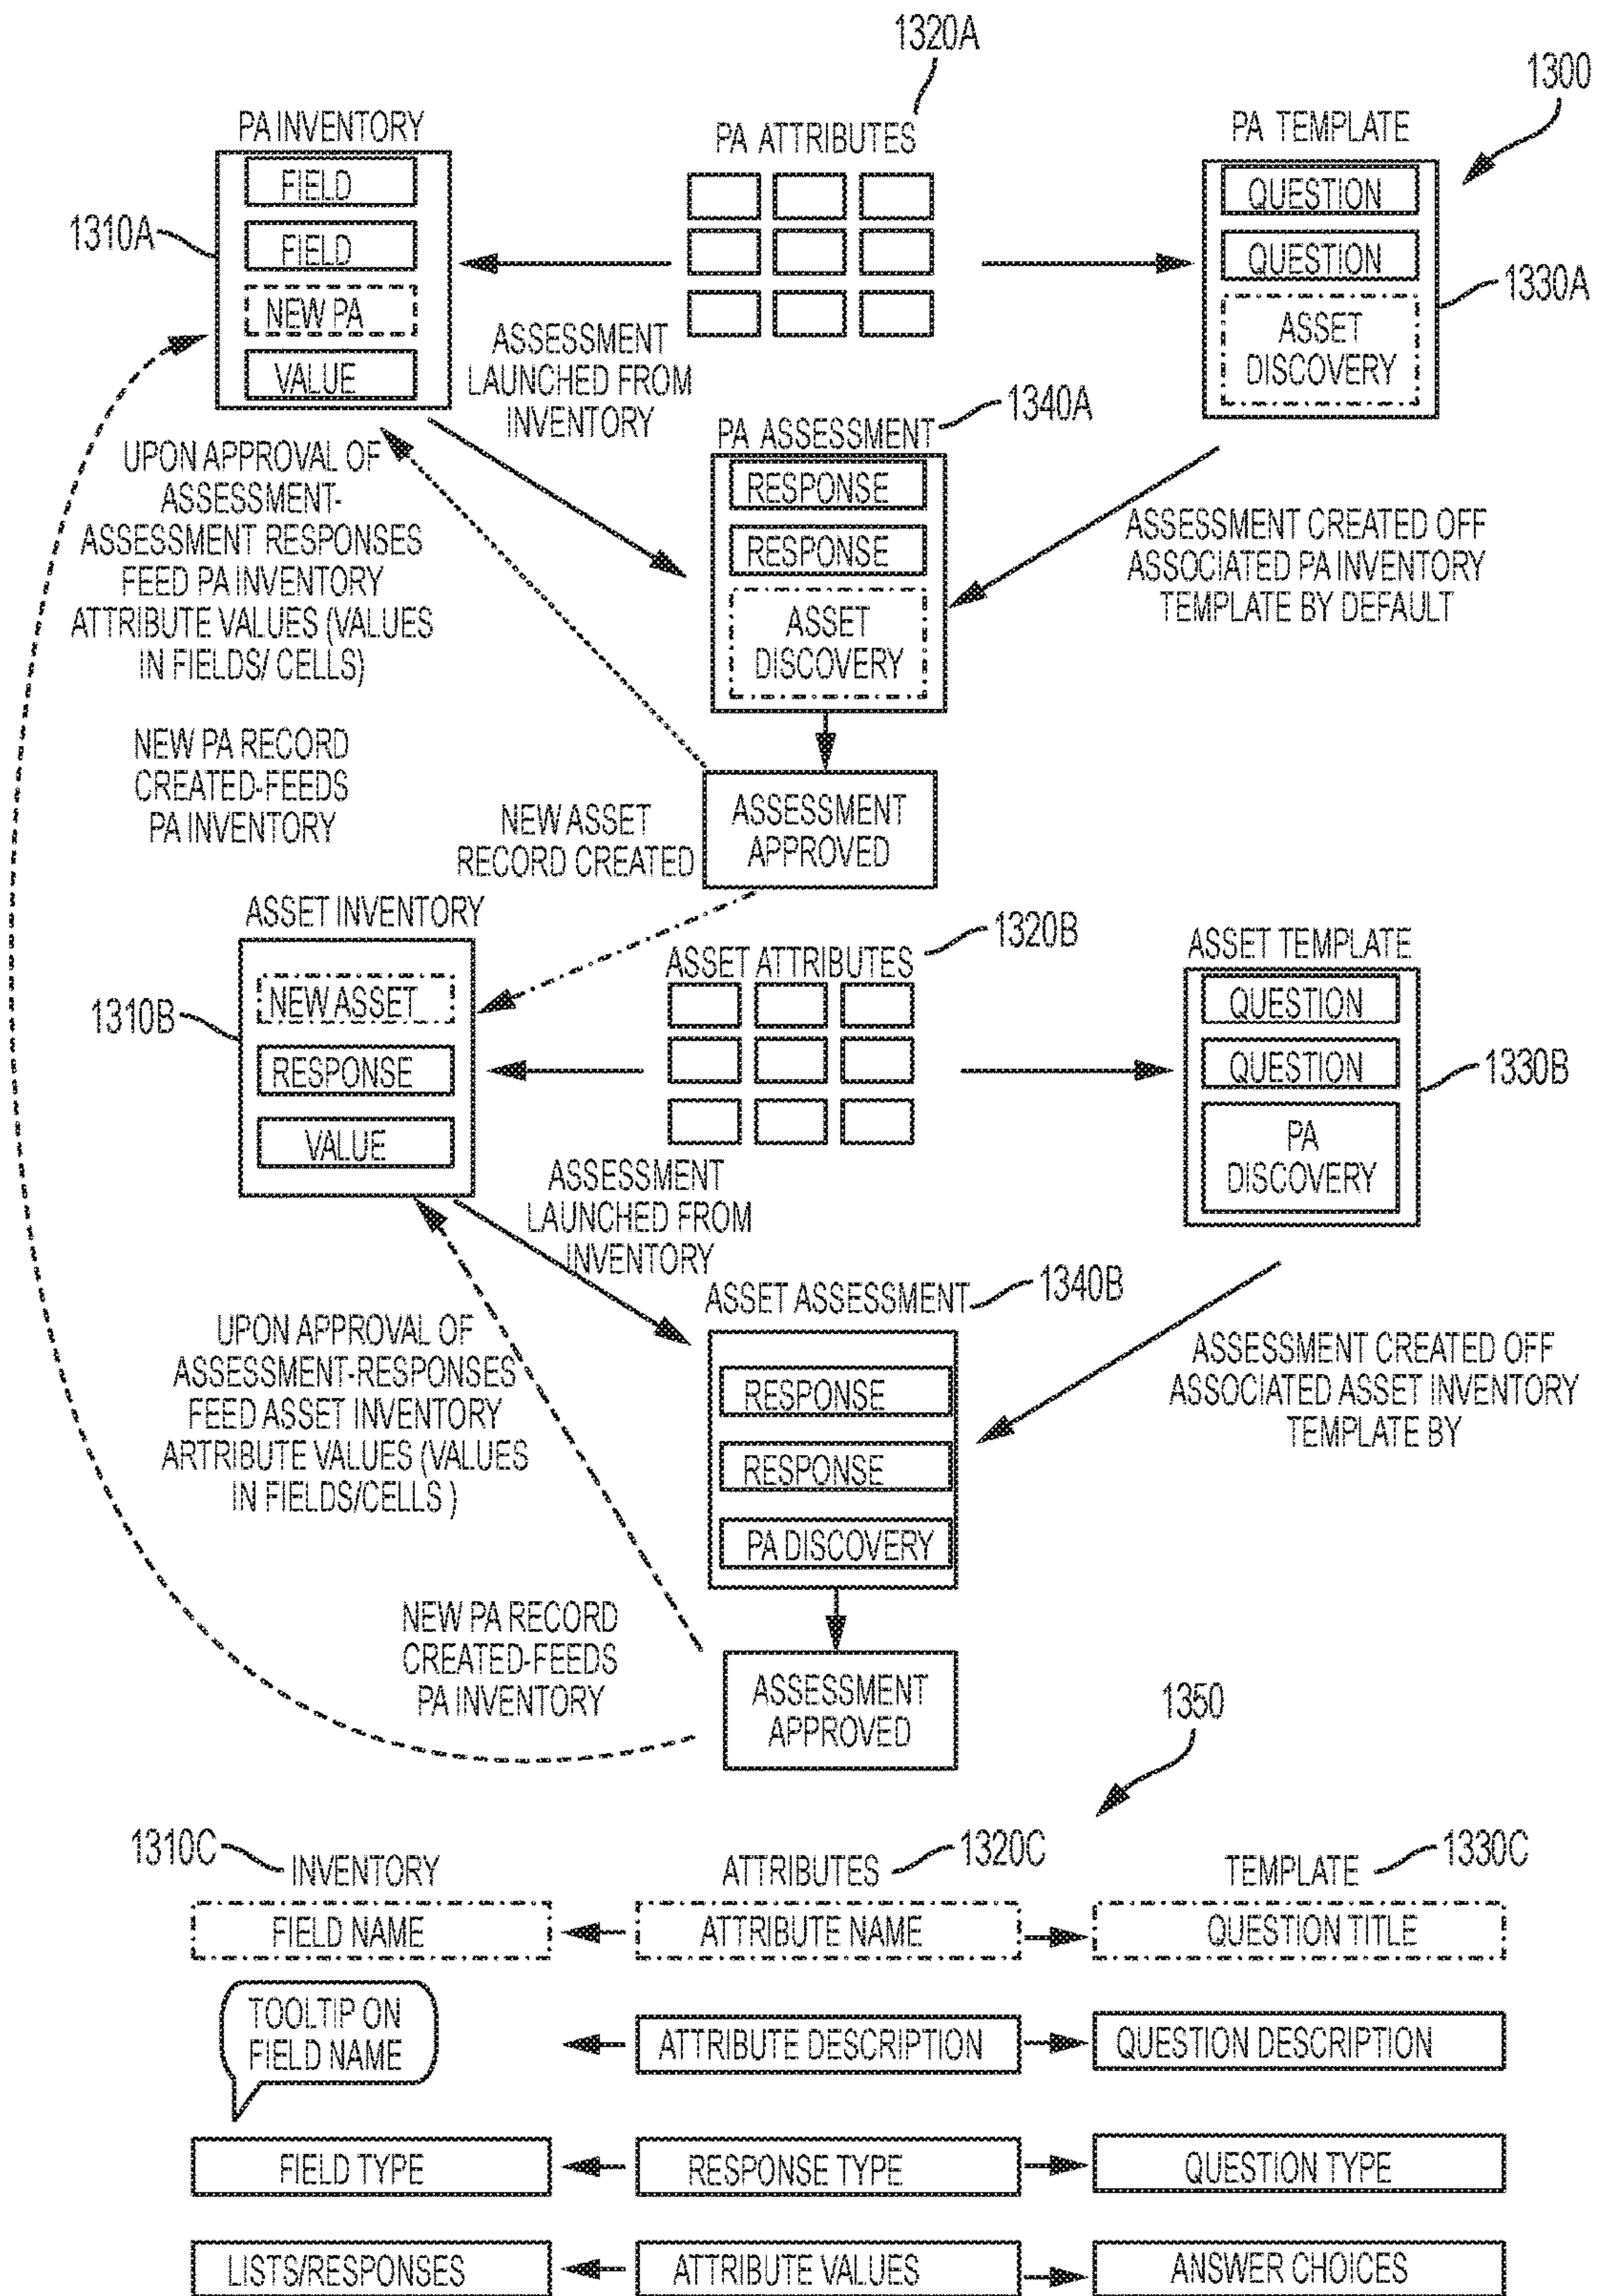 1320A
1300
PA INVENTORY
PA ATTRIBUTES
PA TEMPLATE
FIELD
FIELD
NEW PA
VALUE
1310A
QUESTION
QUESTION
ASSET
DISCOVERY
1330A
ASSESSMENT
LAUNCHED FROM
INVENTORY
1340A
PA ASSESSMENT
RESPONSE
RESPONSE
ASSET
DISCOVERY
UPON APPROVAL OF
ASSESSMENT-
ASSESSMENT RESPONSES
FEED PA INVENTORY
ATTRIBUTE VALUES (VALUES
IN FIELDS/ CELLS)
ASSESSMENT CREATED OFF
ASSOCIATED PA INVENTORY
TEMPLATE BY DEFAULT
NEW PA RECORD
CREATED-FEEDS
PA INVENTORY
NEW ASSET
RECORD CREATED
ASSESSMENT
APPROVED
ASSET INVENTORY
1320B
ASSET ATTRIBUTES
ASSET TEMPLATE
1310B
NEW ASSET
RESPONSE
VALUE
QUESTION
QUESTION
PA
DISCOVERY
1330B
ASSESSMENT
LAUNCHED FROM
INVENTORY
1340B
ASSET ASSESSMENT
RESPONSE
RESPONSE
PA DISCOVERY
UPON APPROVAL OF
ASSESSMENT-RESPONSES
FEED ASSET INVENTORY
ARTRIBUTE VALUES (VALUES
IN FIELDS/CELLS )
ASSESSMENT CREATED OFF
ASSOCIATED ASSET INVENTORY
TEMPLATE BY
NEW PA RECORD
CREATED-FEEDS
PA INVENTORY
ASSESSMENT
APPROVED
1350
1310C
INVENTORY
ATTRIBUTES
1320C
TEMPLATE
1330C
FIELD NAME
ATTRIBUTE NAME
QUESTION TITLE
TOOLTIP ON
FIELD NAME
ATTRIBUTE DESCRIPTION
QUESTION DESCRIPTION
FIELD TYPE
RESPONSE TYPE
QUESTION TYPE
LISTS/RESPONSES
ATTRIBUTE VALUES
ANSWER CHOICES